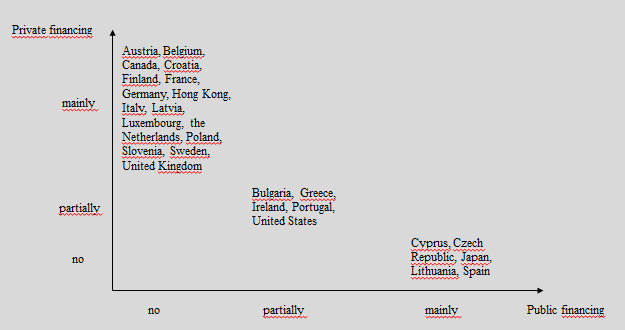 Private financing
Austria, Belgium,
Canada, Croatia,
Finland, France,
Germany, Hong Kong,
mainly
Italy, Latvia,
Luxembourg, the
Netherlands, Poland,
Slovenia, Sweden,
United Kingdom
Bulgaria, Greece,
partially
Ireland, Portugal,
United States
Cyprus, Czech
no
Republic, Japan,
Lithuania, Spain
no
partially
mainly
Public financing